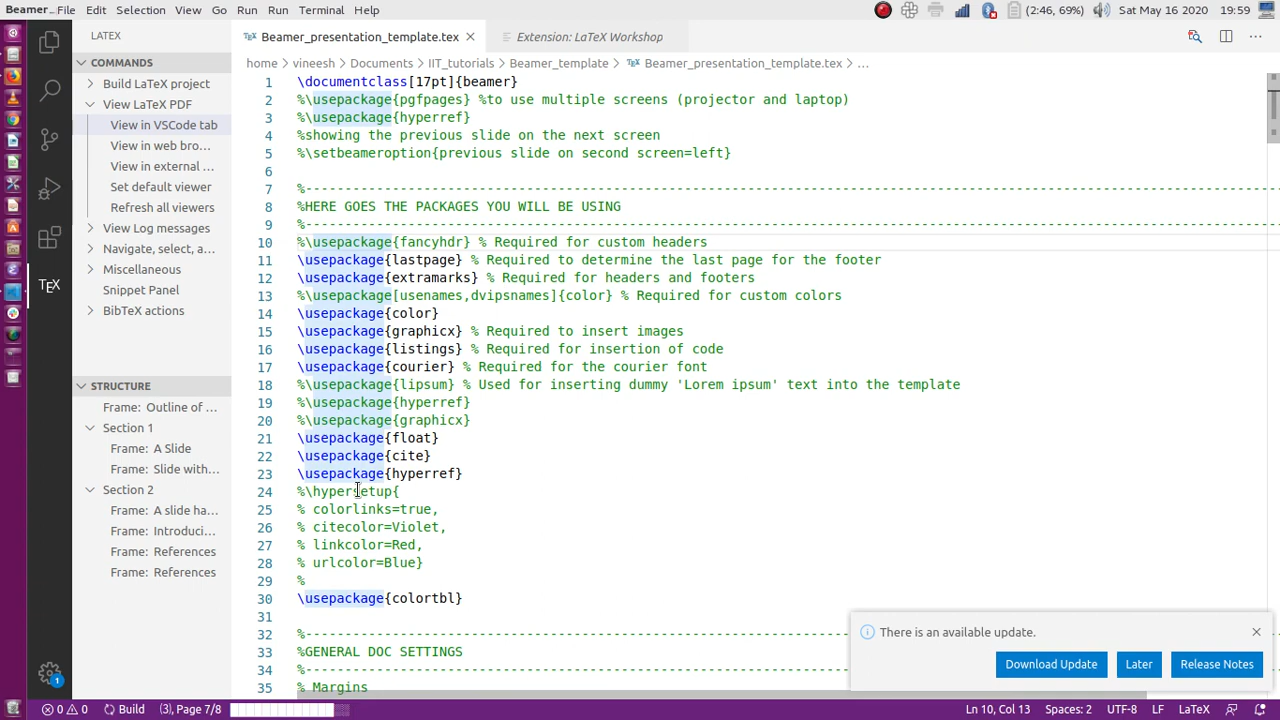 Beamer... File Edit Selection View Go Run Run Terminal Help
(2:46, 69%) Sat May 16 2020 19:59
LATEX
COMMANDS
Build LaTeX project
View LaTeX PDF
View in VSCode tab
View in web bro...
View in external ...
Set default viewer
Refresh all viewers
View Log messages
Navigate, select, a...
Miscellaneous
Snippet Panel
BibTeX actions
TEX
STRUCTURE
Frame: Outline of ...
Section 1
Frame: A Slide
Frame: Slide with...
Section 2
Frame: A slide ha...
Frame: Introduci...
Frame: References
Frame: References
TEX Beamer_presentation_template.tex
Extension: LaTeX Workshop
home > vineesh > Documents > IIT_tutorials > Beamer_template > TEX Beamer_presentation_template.tex > ...
1 \documentclass[17pt]{beamer}
2 %\usepackage{pgfpages} %to use multiple screens (projector and laptop)
3 %\usepackage{hyperref}
4 %showing the previous slide on the next screen
5 %\setbeameroption{previous slide on second screen=left}
6
7 %--------------------------------------------------------------------------------------------------------------------------
8 %HERE GOES THE PACKAGES YOU WILL BE USING
9 %--------------------------------------------------------------------------------------------------------------------------
10 %\usepackage{fancyhdr} % Required for custom headers
11 \usepackage{lastpage} % Required to determine the last page for the footer
12 \usepackage{extramarks} % Required for headers and footers
13 %\usepackage[usenames,dvipsnames]{color} % Required for custom colors
14 \usepackage{color}
15 \usepackage{graphicx} % Required to insert images
16 \usepackage{listings} % Required for insertion of code
17 \usepackage{courier} % Required for the courier font
18 %\usepackage{lipsum} % Used for inserting dummy 'Lorem ipsum' text into the template
19 %\usepackage{hyperref}
20 %\usepackage{graphicx}
21 \usepackage{float}
22 \usepackage{cite}
23 \usepackage{hyperref}
24 %\hypersetup{
25 % colorlinks=true,
26 % citecolor=Violet,
27 % linkcolor=Red,
28 % urlcolor=Blue}
29 %
30 \usepackage{colortbl}
31
32 %----------------------------------------------------------------------
33 %GENERAL DOC SETTINGS
34 %----------------------------------------------------------------------
35 % Margins
There is an available update.
Download Update Later Release Notes
1
0 0 Build (3), Page 7/8
Ln 10, Col 13 Spaces: 2 UTF-8 LF LaTeX